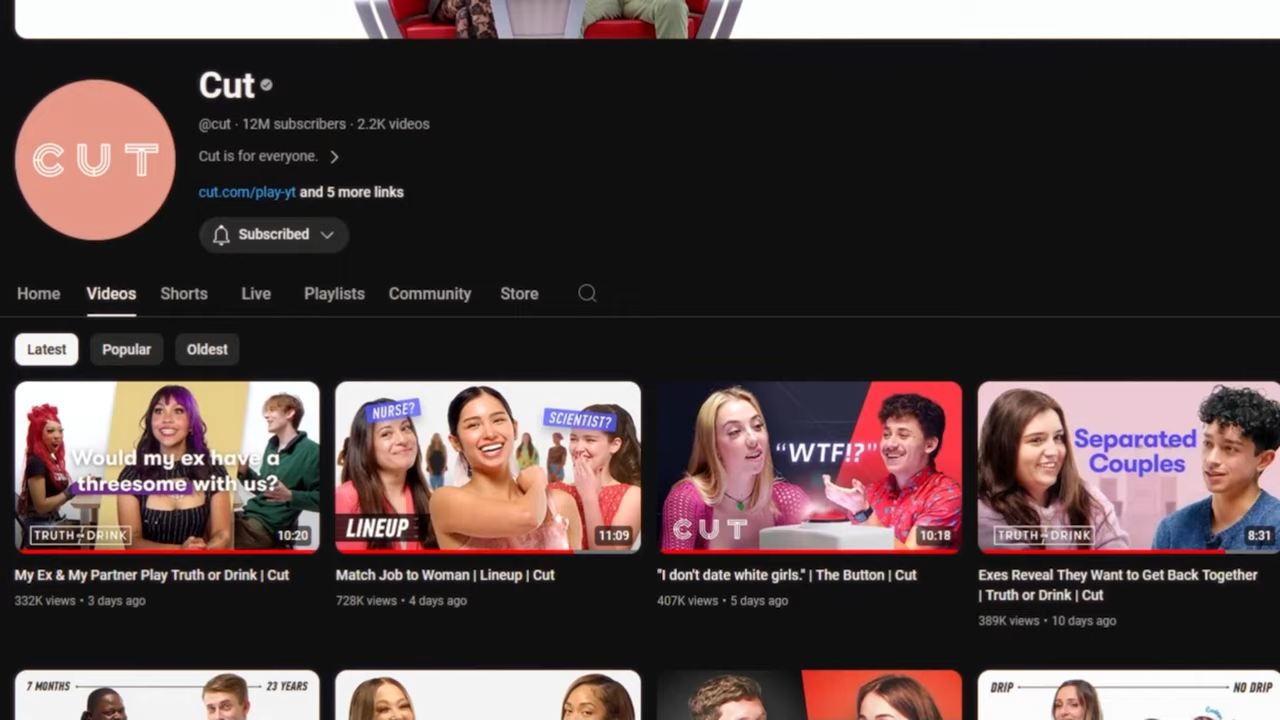 Cut
@cut · 12M subscribers · 2.2K videos
CUT
Cut is for everyone.
cut.com/play-yt and 5 more links
Subscribed
Home Videos Shorts Live Playlists Community Store
Latest Popular Oldest
Would my ex have a
threesome with us?
TRUTH OR DRINK
10:20
NURSE?
SCIENTIST?
LINEUP
11:09
“WTF!?”
CUT
10:18
Separated
Couples
TRUTH OR DRINK
8:31
My Ex & My Partner Play Truth or Drink | Cut
332K views • 3 days ago
Match Job to Woman | Lineup | Cut
728K views • 4 days ago
"I don't date white girls." | The Button | Cut
407K views • 5 days ago
Exes Reveal They Want to Get Back Together
| Truth or Drink | Cut
389K views • 10 days ago
7 MONTHS 23 YEARS
DRIP NO DRIP